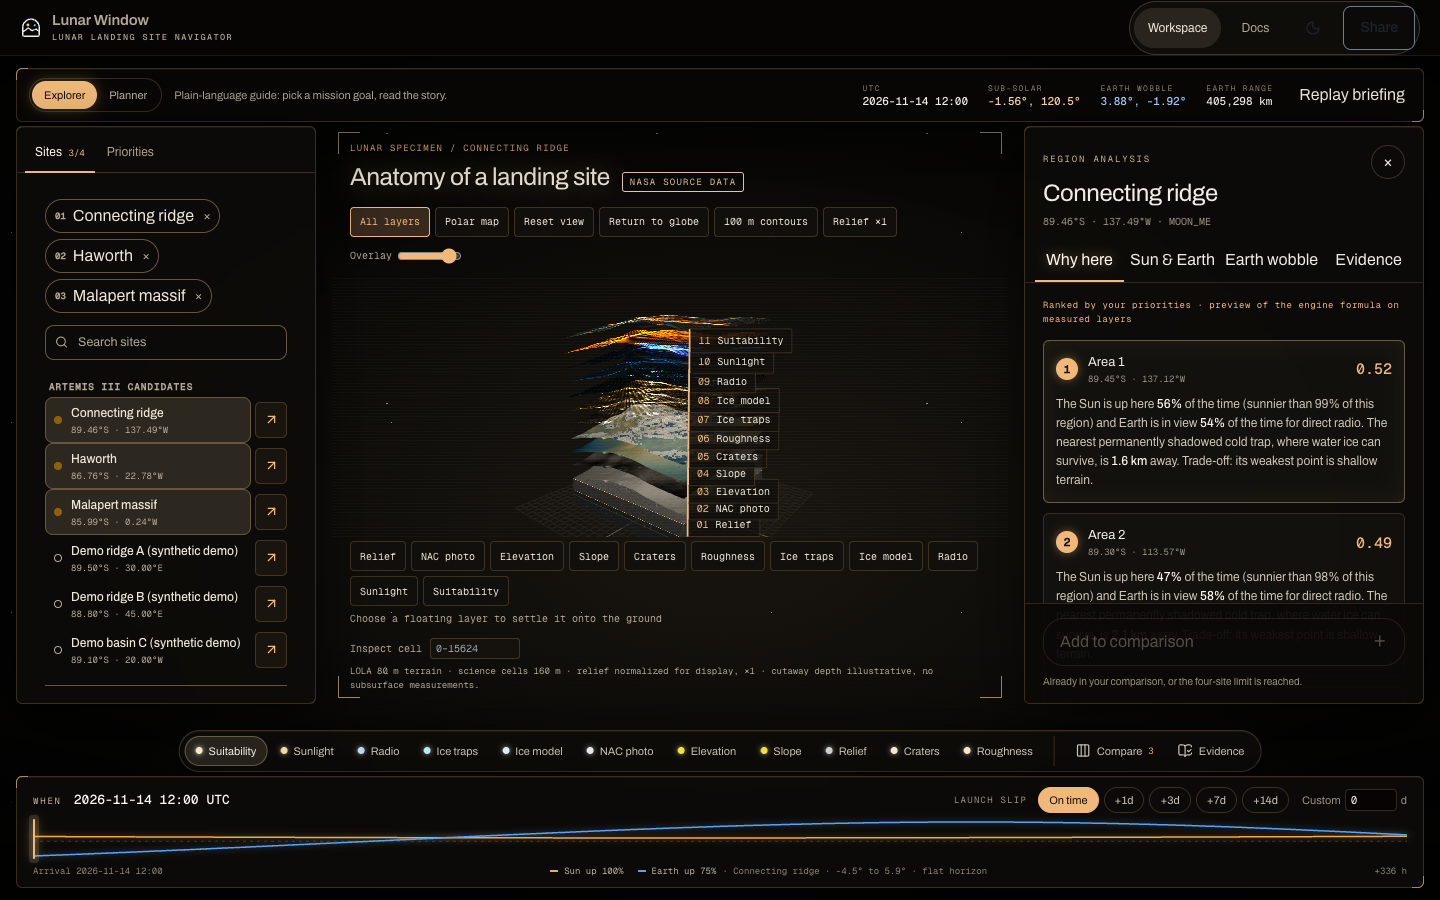 Lunar Window
LUNAR LANDING SITE NAVIGATOR
Workspace
Docs
Share
Explorer
Planner
Plain-language guide: pick a mission goal, read the story.
UTC
2026-11-14 12:00
SUB-SOLAR
-1.56°, 120.5°
EARTH WOBBLE
3.88°, -1.92°
EARTH RANGE
405,298 km
Replay briefing
Sites 3/4
Priorities
01 Connecting ridge ×
02 Haworth ×
03 Malapert massif ×
Search sites
ARTEMIS III CANDIDATES
Connecting ridge
89.46°S · 137.49°W
Haworth
86.76°S · 22.78°W
Malapert massif
85.99°S · 0.24°W
Demo ridge A (synthetic demo)
89.50°S · 30.00°E
Demo ridge B (synthetic demo)
88.80°S · 45.00°E
Demo basin C (synthetic demo)
89.10°S · 20.00°W
LUNAR SPECIMEN / CONNECTING RIDGE
Anatomy of a landing site
NASA SOURCE DATA
All layers
Polar map
Reset view
Return to globe
100 m contours
Relief ×1
Overlay
11 Suitability
10 Sunlight
09 Radio
08 Ice model
07 Ice traps
06 Roughness
05 Craters
04 Slope
03 Elevation
02 NAC photo
01 Relief
Relief
NAC photo
Elevation
Slope
Craters
Roughness
Ice traps
Ice model
Radio
Sunlight
Suitability
Choose a floating layer to settle it onto the ground
Inspect cell 0-15624
LOLA 80 m terrain · science cells 160 m · relief normalized for display, ×1 · cutaway depth illustrative, no
subsurface measurements.
REGION ANALYSIS
×
Connecting ridge
89.46°S · 137.49°W · MOON_ME
Why here
Sun & Earth
Earth wobble
Evidence
Ranked by your priorities · preview of the engine formula on
measured layers
1
Area 1
89.45°S · 137.12°W
0.52
The Sun is up here 56% of the time (sunnier than 99% of this
region) and Earth is in view 54% of the time for direct radio. The
nearest permanently shadowed cold trap, where water ice can
survive, is 1.6 km away. Trade-off: its weakest point is shallow
terrain.
2
Area 2
89.30°S · 113.57°W
0.49
The Sun is up here 47% of the time (sunnier than 98% of this
region) and Earth is in view 58% of the time for direct radio. The
nearest permanently shadowed cold trap, where water ice can
Add to comparison +
Already in your comparison, or the four-site limit is reached.
Suitability
Sunlight
Radio
Ice traps
Ice model
NAC photo
Elevation
Slope
Relief
Craters
Roughness
Compare 3
Evidence
WHEN 2026-11-14 12:00 UTC
LAUNCH SLIP
On time
+1d
+3d
+7d
+14d
Custom 0 d
Arrival 2026-11-14 12:00
Sun up 100%
Earth up 75% · Connecting ridge · -4.5° to 5.9° · flat horizon
+336 h